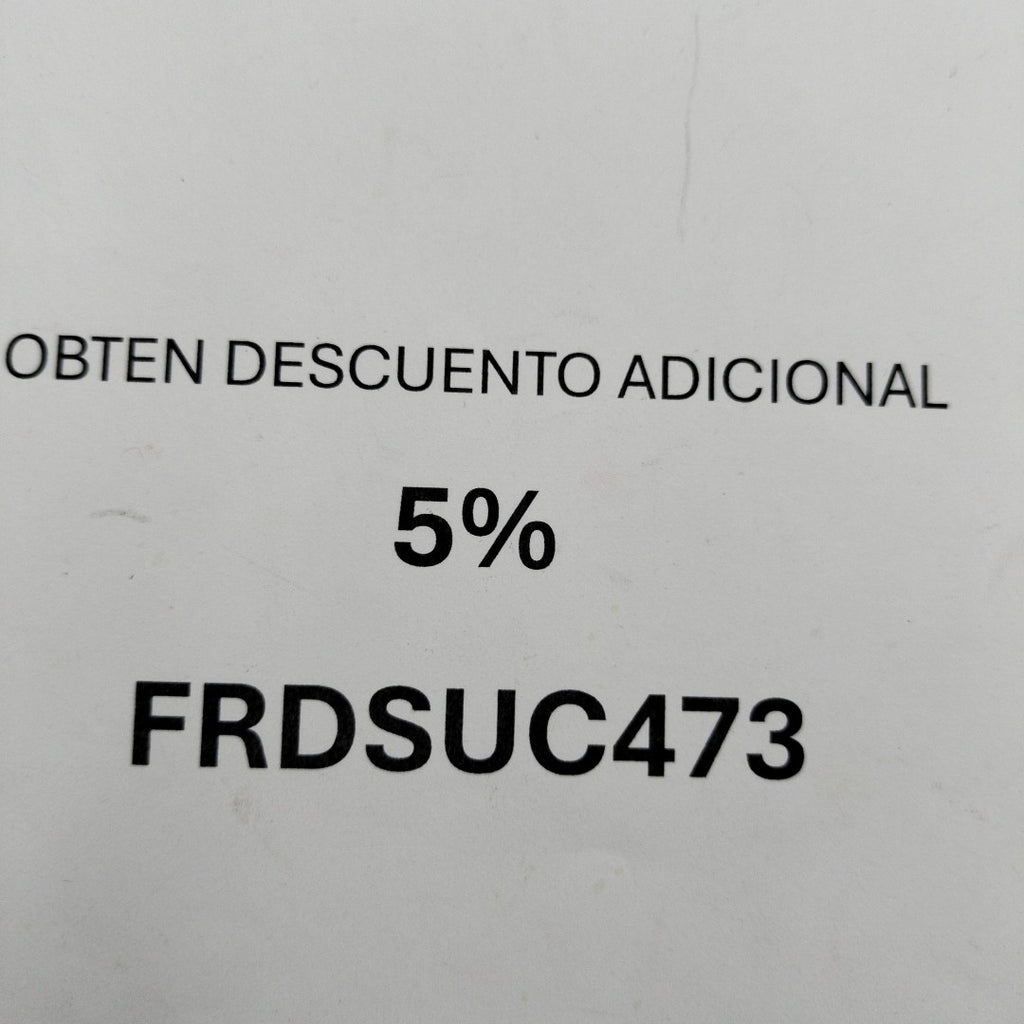 OBTEN DESCUENTO ADICIONAL
5%
FRDSUC473